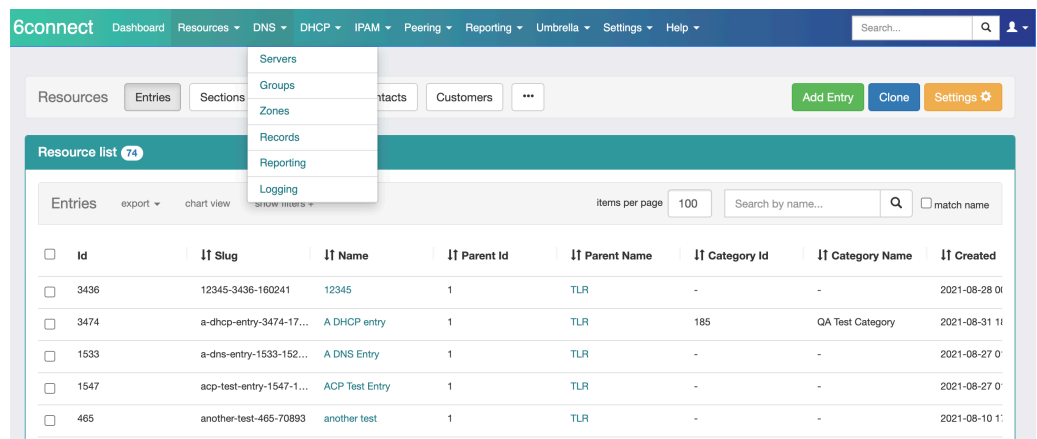 6connect Dashboard Resources DNS DHCP IPAM Peering Reporting Umbrella Settings Help Search...
Servers
Groups
Zones
Records
Reporting
Logging
Resources Entries Sections ntacts Customers ••• Add Entry Clone Settings
Resource list 74
Entries export chart view show filters + items per page 100 Search by name... match name
Id Slug Name Parent Id Parent Name Category Id Category Name Created
3436 12345-3436-160241 12345 1 TLR - - 2021-08-28 0
3474 a-dhcp-entry-3474-17... A DHCP entry 1 TLR 185 QA Test Category 2021-08-31 1
1533 a-dns-entry-1533-152... A DNS Entry 1 TLR - - 2021-08-27 0
1547 acp-test-entry-1547-1... ACP Test Entry 1 TLR - - 2021-08-27 0
465 another-test-465-70893 another test 1 TLR - - 2021-08-10 1